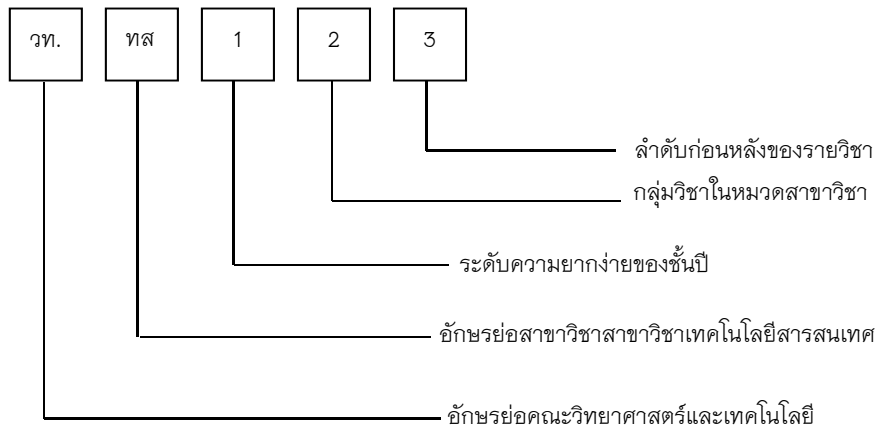 วท. ทส 1 2 3
ลำดับก่อนหลังของรายวิชา
กลุ่มวิชาในหมวดสาขาวิชา
ระดับความยากง่ายของชั้นปี
อักษรย่อสาขาวิชาสาขาวิชาเทคโนโลยีสารสนเทศ
อักษรย่อคณะวิทยาศาสตร์และเทคโนโลยี